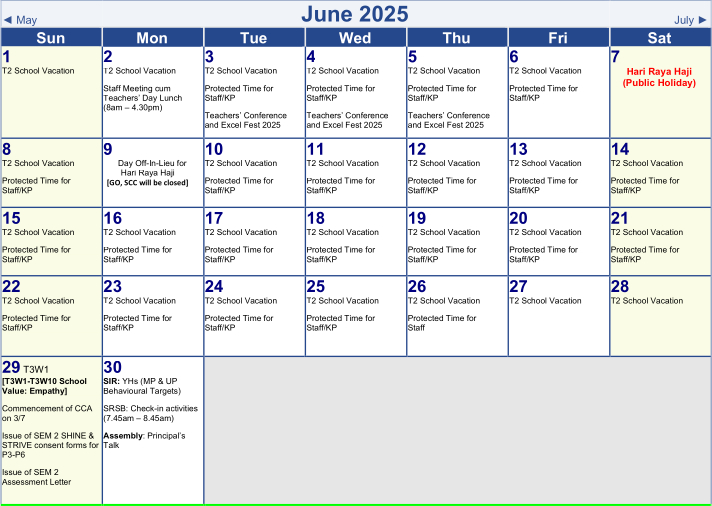 June 2025
◄ May
July ►
Sun Mon Tue Wed Thu Fri Sat
1
T2 School Vacation
2
T2 School Vacation
Staff Meeting cum
Teachers' Day Lunch
(8am – 4.30pm)
3
T2 School Vacation
Protected Time for
Staff/KP
Teachers' Conference
and Excel Fest 2025
4
T2 School Vacation
Protected Time for
Staff/KP
Teachers' Conference
and Excel Fest 2025
5
T2 School Vacation
Protected Time for
Staff/KP
Teachers' Conference
and Excel Fest 2025
6
T2 School Vacation
Protected Time for
Staff/KP
7
Hari Raya Haji
(Public Holiday)
8
T2 School Vacation
Protected Time for
Staff/KP
9
Day Off-In-Lieu for
Hari Raya Haji
[GO, SCC will be closed]
10
T2 School Vacation
Protected Time for
Staff/KP
11
T2 School Vacation
Protected Time for
Staff/KP
12
T2 School Vacation
Protected Time for
Staff/KP
13
T2 School Vacation
Protected Time for
Staff/KP
14
T2 School Vacation
Protected Time for
Staff/KP
15
T2 School Vacation
Protected Time for
Staff/KP
16
T2 School Vacation
Protected Time for
Staff/KP
17
T2 School Vacation
Protected Time for
Staff/KP
18
T2 School Vacation
Protected Time for
Staff/KP
19
T2 School Vacation
Protected Time for
Staff/KP
20
T2 School Vacation
Protected Time for
Staff/KP
21
T2 School Vacation
Protected Time for
Staff/KP
22
T2 School Vacation
Protected Time for
Staff/KP
23
T2 School Vacation
Protected Time for
Staff/KP
24
T2 School Vacation
Protected Time for
Staff/KP
25
T2 School Vacation
Protected Time for
Staff/KP
26
T2 School Vacation
Protected Time for
Staff
27
T2 School Vacation
28
T2 School Vacation
29 T3W1
[T3W1-T3W10 School
Value: Empathy]
Commencement of CCA
on 3/7
Issue of SEM 2 SHINE &
STRIVE consent forms for
P3-P6
Issue of SEM 2
Assessment Letter
30
SIR: YHs (MP & UP
Behavioural Targets)
SRSB: Check-in activities
(7.45am – 8.45am)
Assembly: Principal's
Talk